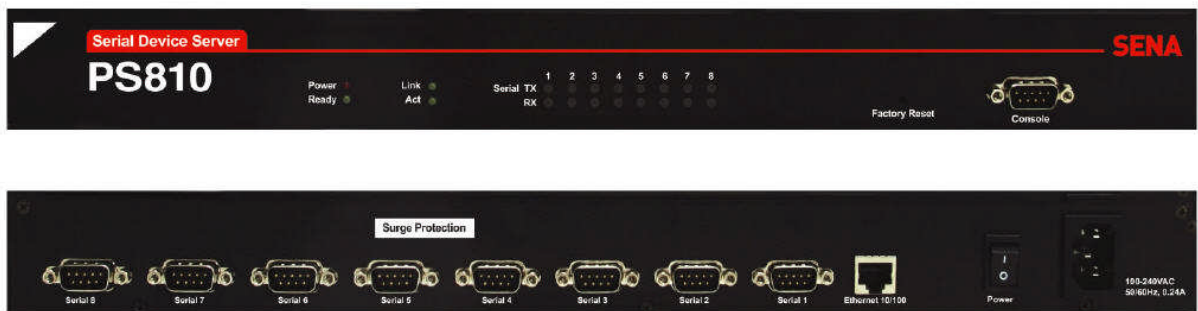 Serial Device Server
SENA
PS810
1 2 3 4 5 6 7 8
Power
Link
Serial TX
Ready
Act
RX
Factory Reset
Console
Surge Protection
Serial 8
Serial 7
Serial 6
Serial 5
Serial 4
Serial 3
Serial 2
Serial 1
Ethernet 10/100
Power
100-240VAC
50/60Hz, 0.24A